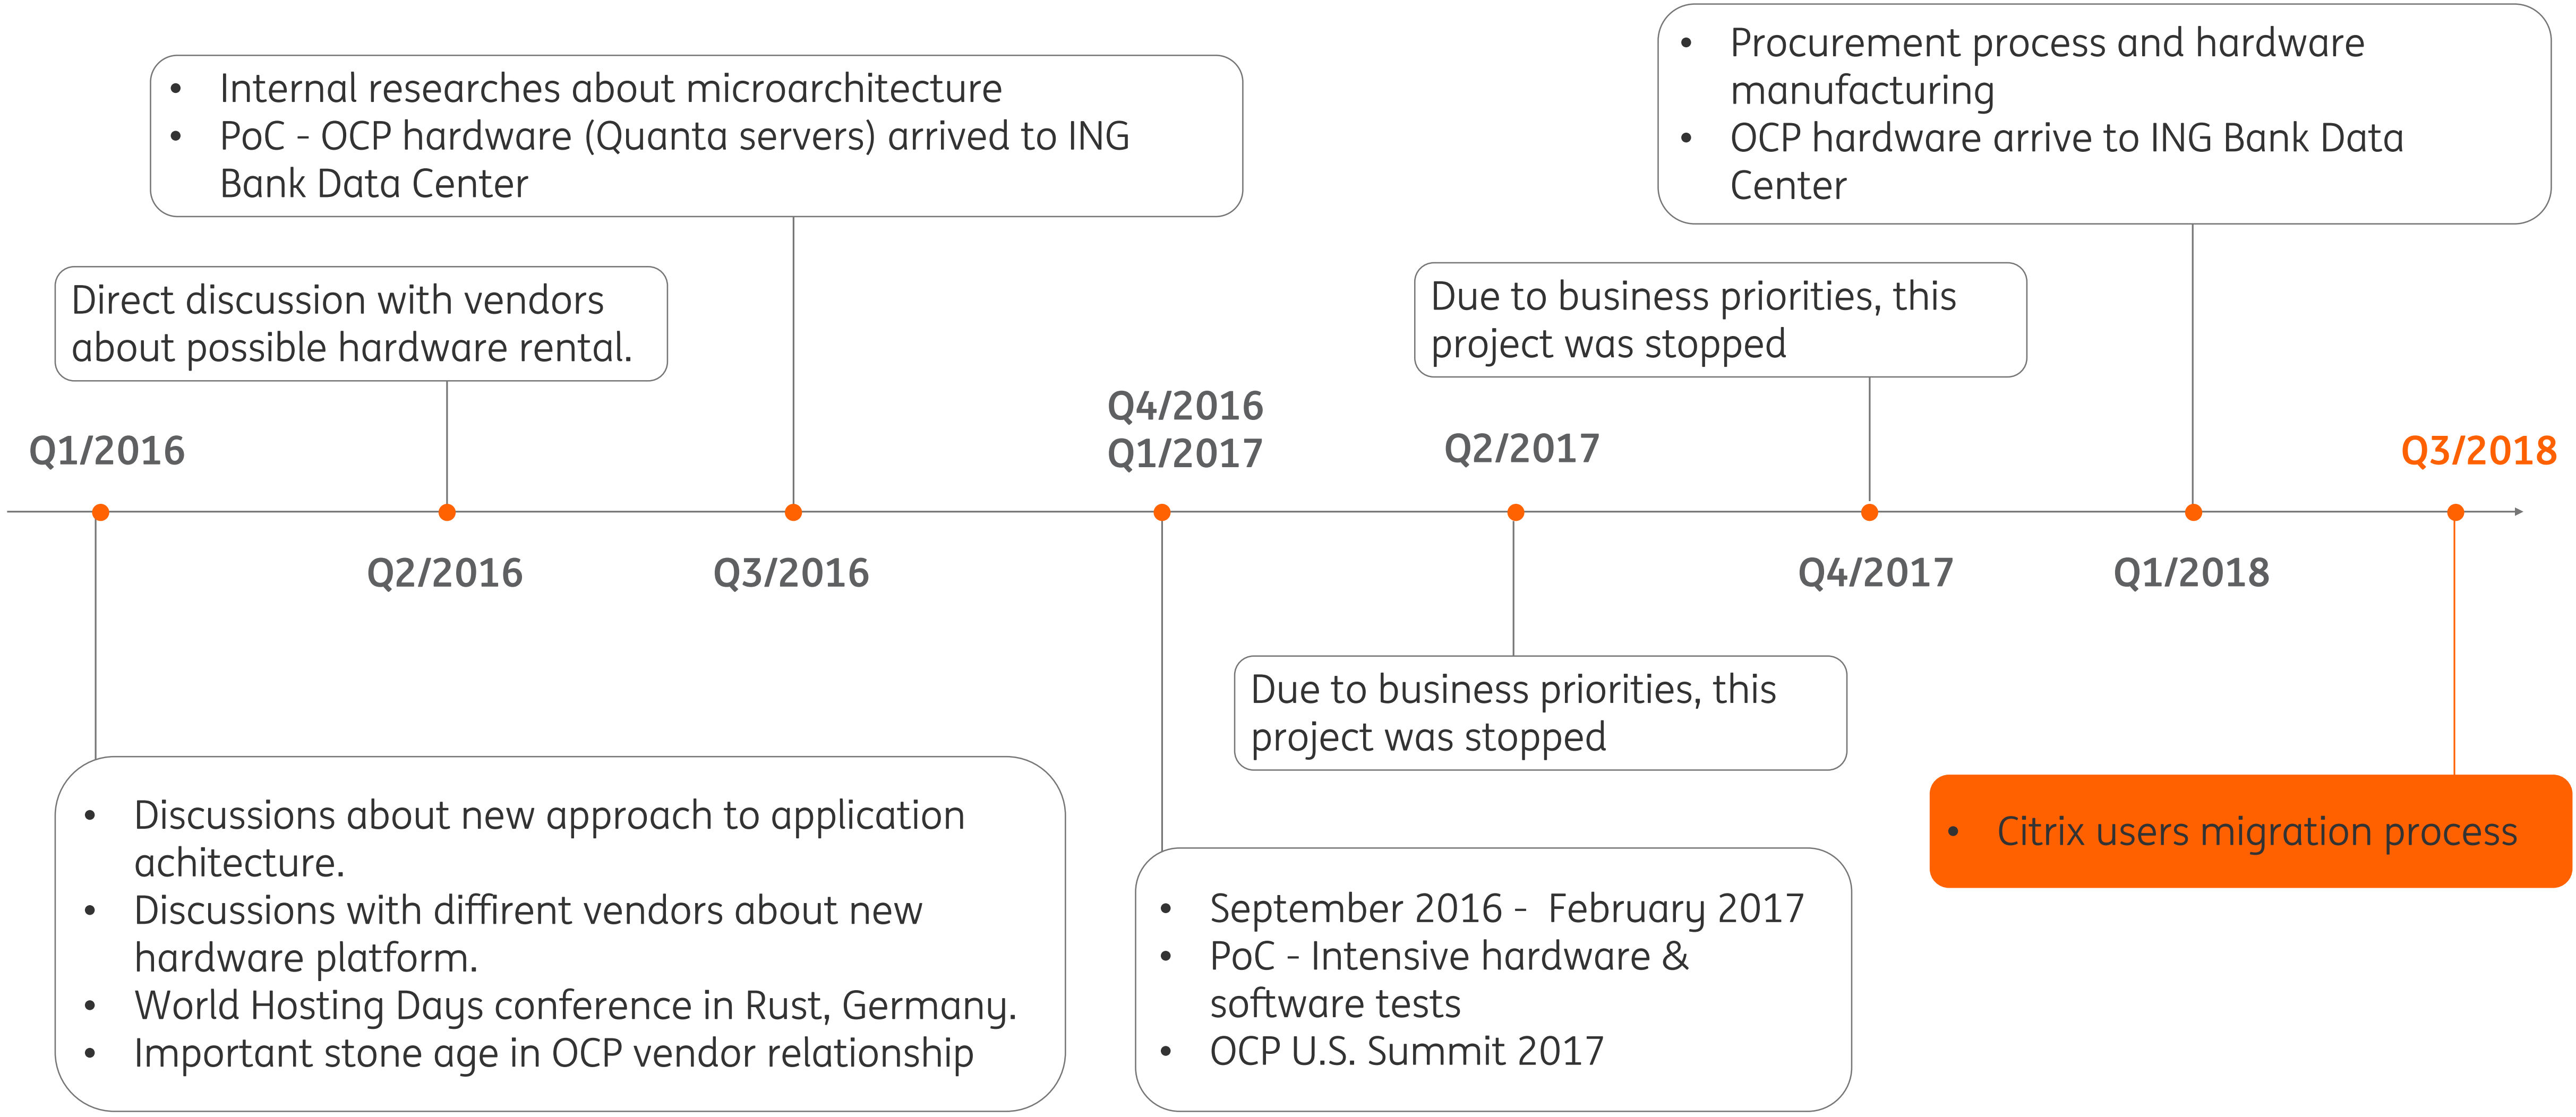 • Procurement process and hardware
manufacturing
• OCP hardware arrive to ING Bank Data
Center
• Internal researches about microarchitecture
• PoC - OCP hardware (Quanta servers) arrived to ING
Bank Data Center
Direct discussion with vendors
about possible hardware rental.
Due to business priorities, this
project was stopped
Q1/2016
Q4/2016
Q1/2017
Q2/2017
Q3/2018
Q2/2016
Q3/2016
Q4/2017
Q1/2018
Due to business priorities, this
project was stopped
• Discussions about new approach to application
achitecture.
• Discussions with diffirent vendors about new
hardware platform.
• World Hosting Days conference in Rust, Germany.
• Important stone age in OCP vendor relationship
• September 2016 -  February 2017
• PoC - Intensive hardware &
software tests
• OCP U.S. Summit 2017
• Citrix users migration process